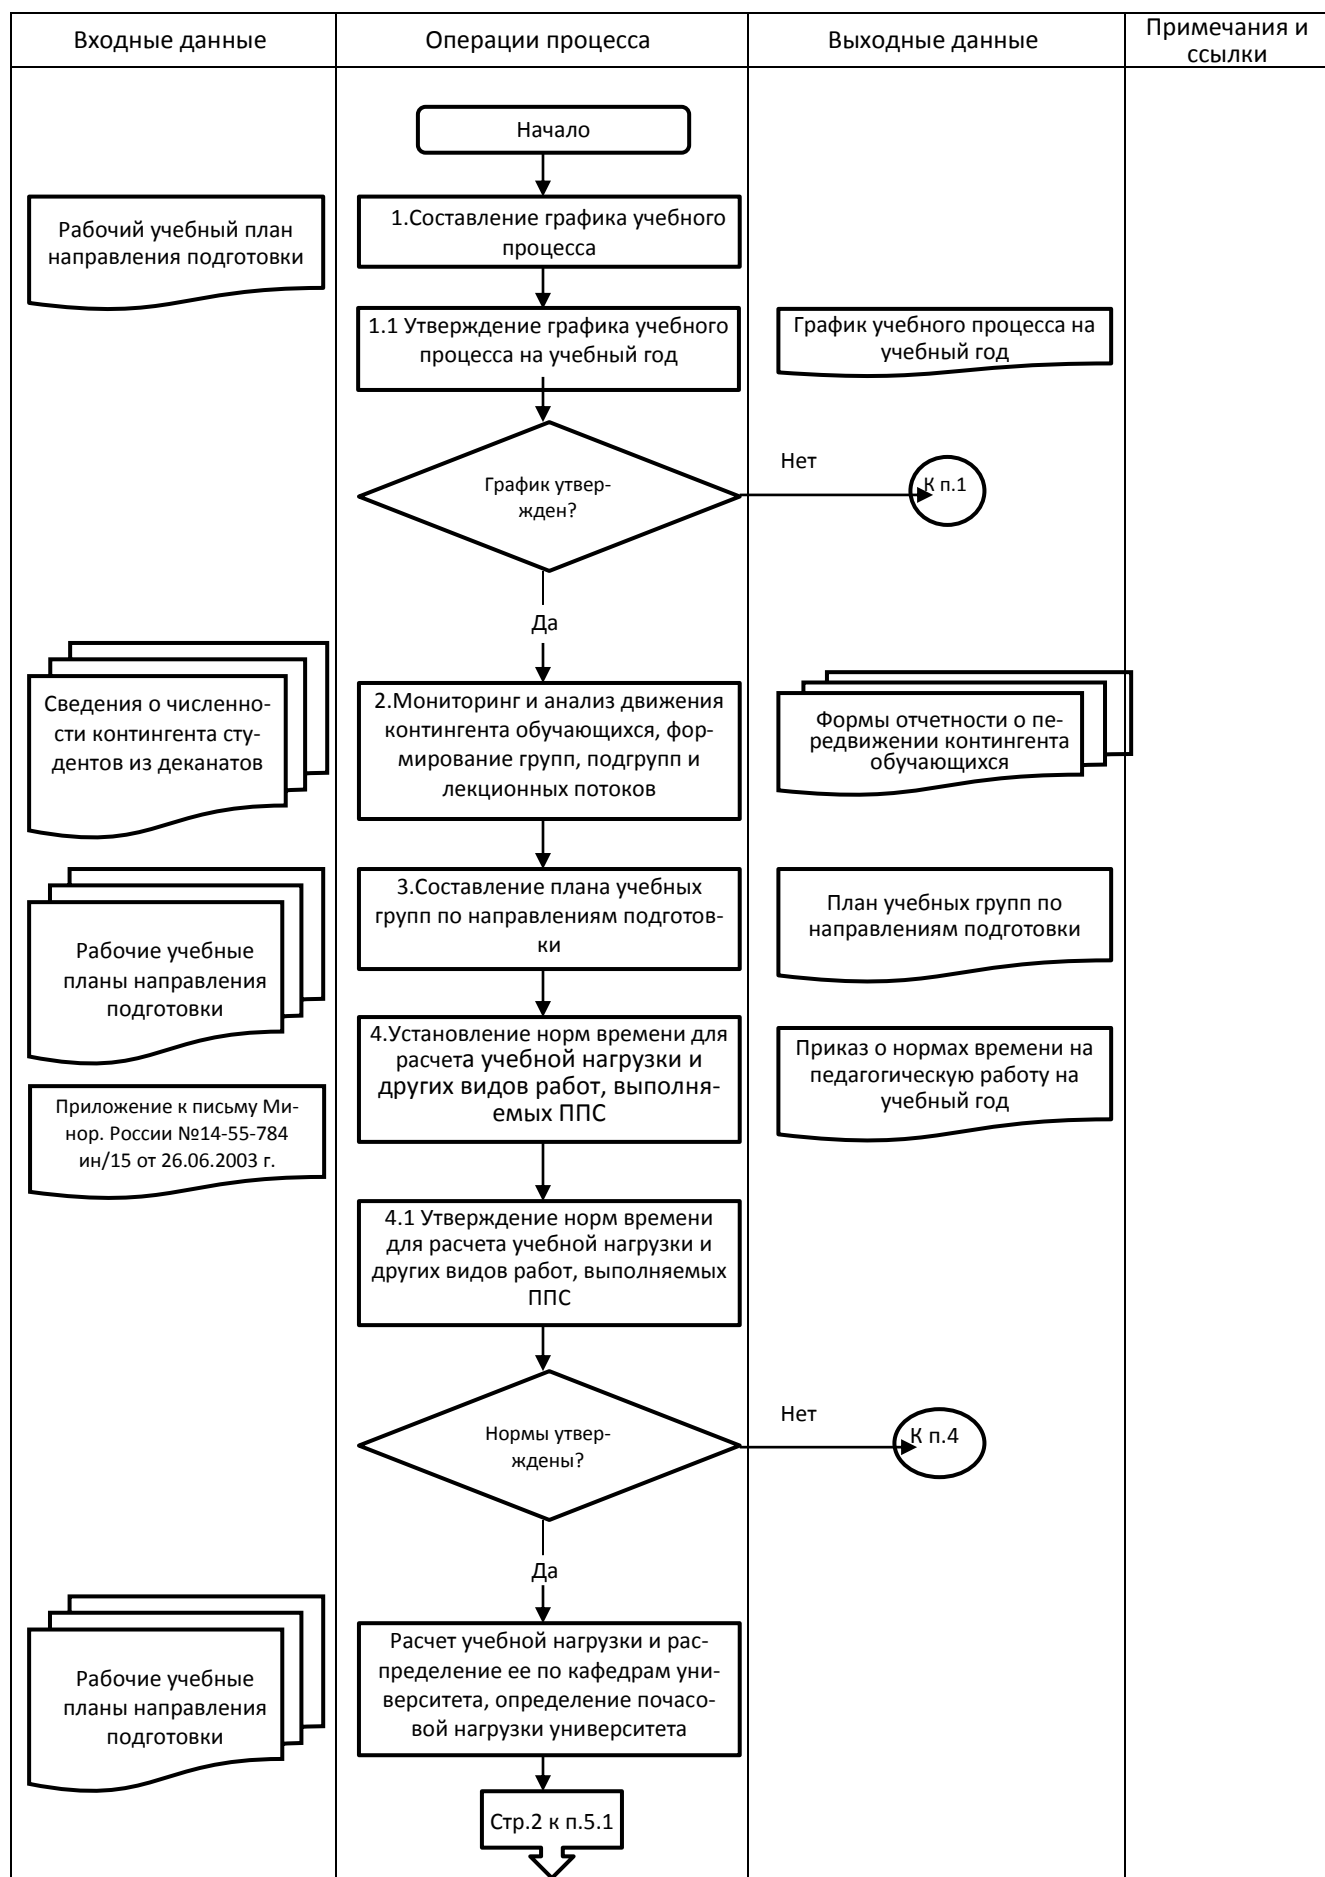 Входные данные
Операции процесса
Выходные данные
Примечания и
ссылки
Начало
Рабочий учебный план
направления подготовки
1.Составление графика учебного
процесса
1.1 Утверждение графика учебного
процесса на учебный год
График учебного процесса на
учебный год
График утвер-
жден?
Нет
К п.1
Да
Сведения о численно-
сти контингента сту-
дентов из деканатов
2.Мониторинг и анализ движения
контингента обучающихся, фор-
мирование групп, подгрупп и
лекционных потоков
Формы отчетности о пе-
редвижении контингента
обучающихся
Рабочие учебные
планы направления
подготовки
3.Составление плана учебных
групп по направлениям подготов-
ки
План учебных групп по
направлениям подготовки
4.Установление норм времени для
расчета учебной нагрузки и
других видов работ, выполня-
емых ППС
Приказ о нормах времени на
педагогическую работу на
учебный год
Приложение к письму Ми-
нор. России №14-55-784
ин/15 от 26.06.2003 г.
4.1 Утверждение норм времени
для расчета учебной нагрузки и
других видов работ, выполняемых
ППС
Нормы утвер-
ждены?
Нет
К п.4
Да
Рабочие учебные
планы направления
подготовки
Расчет учебной нагрузки и рас-
пределение ее по кафедрам уни-
верситета, определение почасо-
вой нагрузки университета
Стр.2 к п.5.1